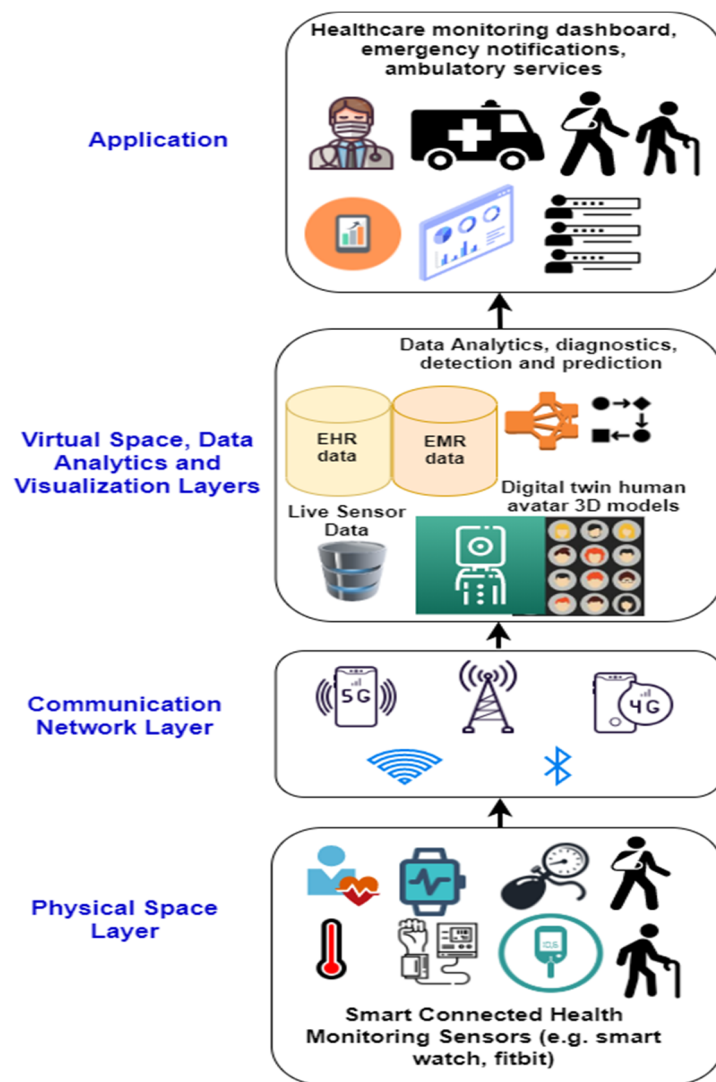 Healthcare monitoring dashboard,
emergency notifications,
ambulatory services
Application
Data Analytics, diagnostics,
detection and prediction
EHR
data
EMR
data
Virtual Space, Data
Analytics and
Visualization Layers
Live Sensor
Data
Digital twin human
avatar 3D models
Communication
Network Layer
5G
4G
Physical Space
Layer
Smart Connected Health
Monitoring Sensors (e.g. smart
watch, fitbit)